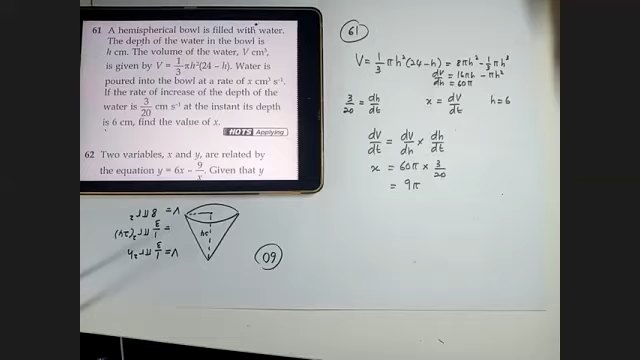 61 A hemispherical bowl is filled with water.
The depth of the water in the bowl is
h cm. The volume of the water, V cm³,
is given by V = 1/3 πh²(24 – h). Water is
poured into the bowl at a rate of x cm³ s⁻¹.
If the rate of increase of the depth of the
water is 3/20 cm s⁻¹ at the instant its depth
is 6 cm, find the value of x.
HOTS Applying
62 Two variables, x and y, are related by
the equation y = 6x – 9/x. Given that y
61
V = 1/3 πh²(24-h) = 8πh² - 1/3 πh³
dV/dh = 16πh - πh²
= 60π
3/20 = dh/dt x = dV/dt h = 6
dV/dt = dV/dh × dh/dt
x = 60π × 3/20
= 9π
60
V = 1/3 πr²h
= 1/3 πr²(24)
V = 8πr²
24